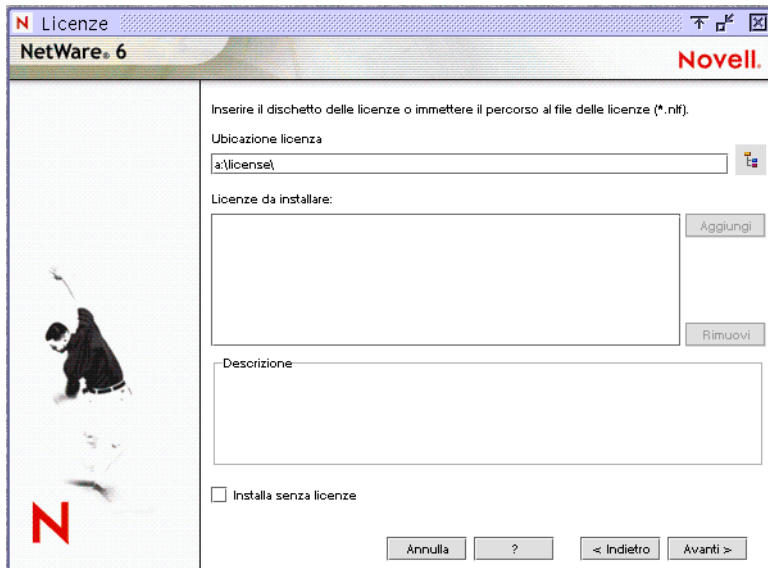 N Licenze
NetWare® 6
Novell®
Inserire il dischetto delle licenze o immettere il percorso al file delle licenze (*.nlf).
Ubicazione licenza
a:\license\
Licenze da installare:
Aggiungi
Rimuovi
Descrizione
Installa senza licenze
N
Annulla
?
< Indietro
Avanti >